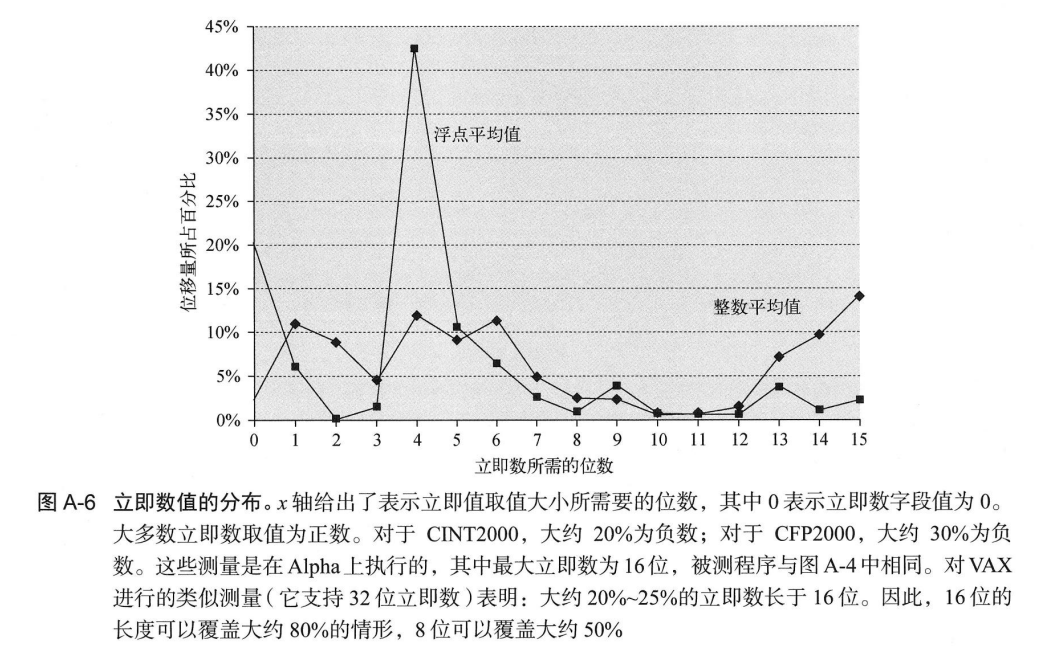 45%
40%
35%
浮点平均值
30%
25%
位移量所占百分比
20%
15%
整数平均值
10%
5%
0%
0 1 2 3 4 5 6 7 8 9 10 11 12 13 14 15
立即数所需的位数
图 A-6 立即数值的分布。x 轴给出了表示立即值取值大小所需要的位数，其中 0 表示立即数字段值为 0。
大多数立即数取值为正数。对于 CINT2000，大约 20%为负数；对于 CFP2000，大约 30%为负
数。这些测量是在 Alpha 上执行的，其中最大立即数为 16 位，被测程序与图 A-4 中相同。对 VAX
进行的类似测量（它支持 32 位立即数）表明：大约 20%~25%的立即数长于 16 位。因此，16 位的
长度可以覆盖大约 80%的情形，8 位可以覆盖大约 50%